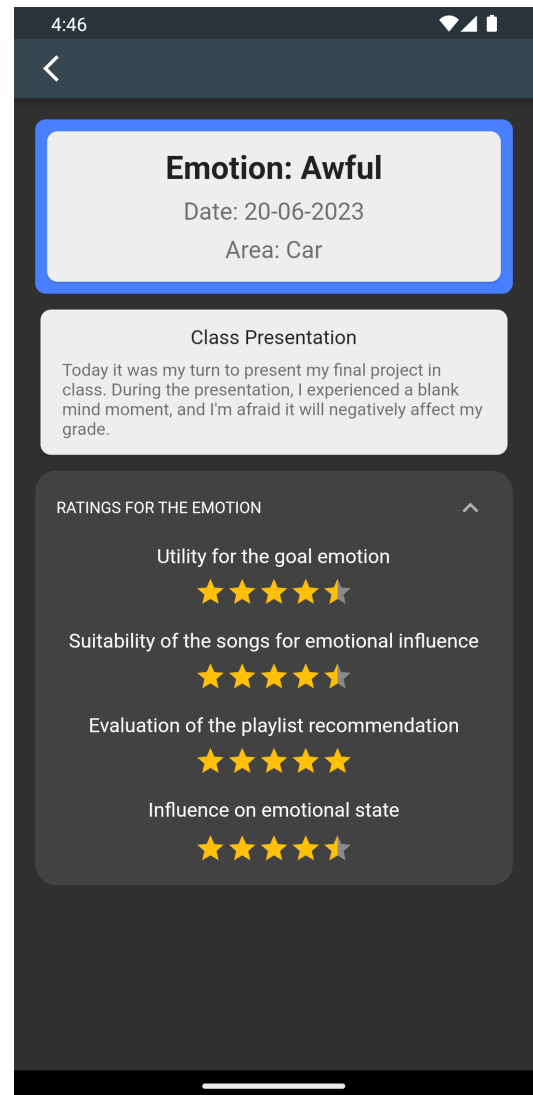 4:46
Emotion: Awful
Date: 20-06-2023
Area: Car
Class Presentation
Today it was my turn to present my final project in
class. During the presentation, I experienced a blank
mind moment, and I'm afraid it will negatively affect my
grade.
RATINGS FOR THE EMOTION
Utility for the goal emotion
Suitability of the songs for emotional influence
Evaluation of the playlist recommendation
Influence on emotional state